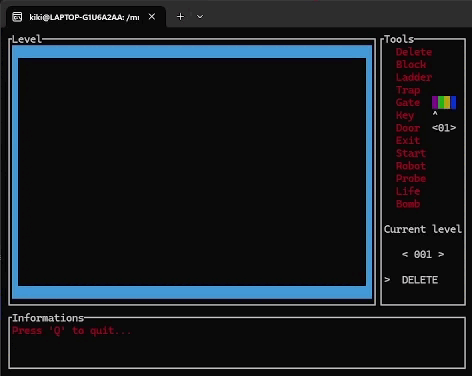 kiki@LAPTOP-G1U6A2AA: /m
Level
Tools
Delete
Block
Ladder
Trap
Gate
Key ^
Door <01>
Exit
Start
Robot
Probe
Life
Bomb
Current level
< 001 >
> DELETE
Informations
Press 'Q' to quit...